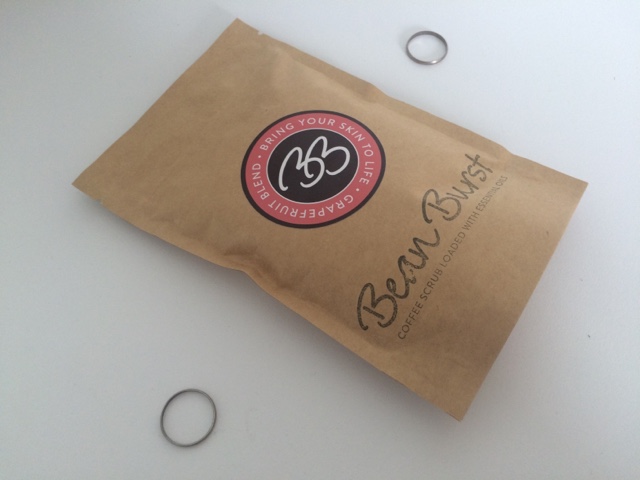 BRING YOUR SKIN TO LIFE •
GRAPEFRUIT BLEND •
BB
Bean Burst
COFFEE SCRUB LOADED WITH ESSENTIAL OILS